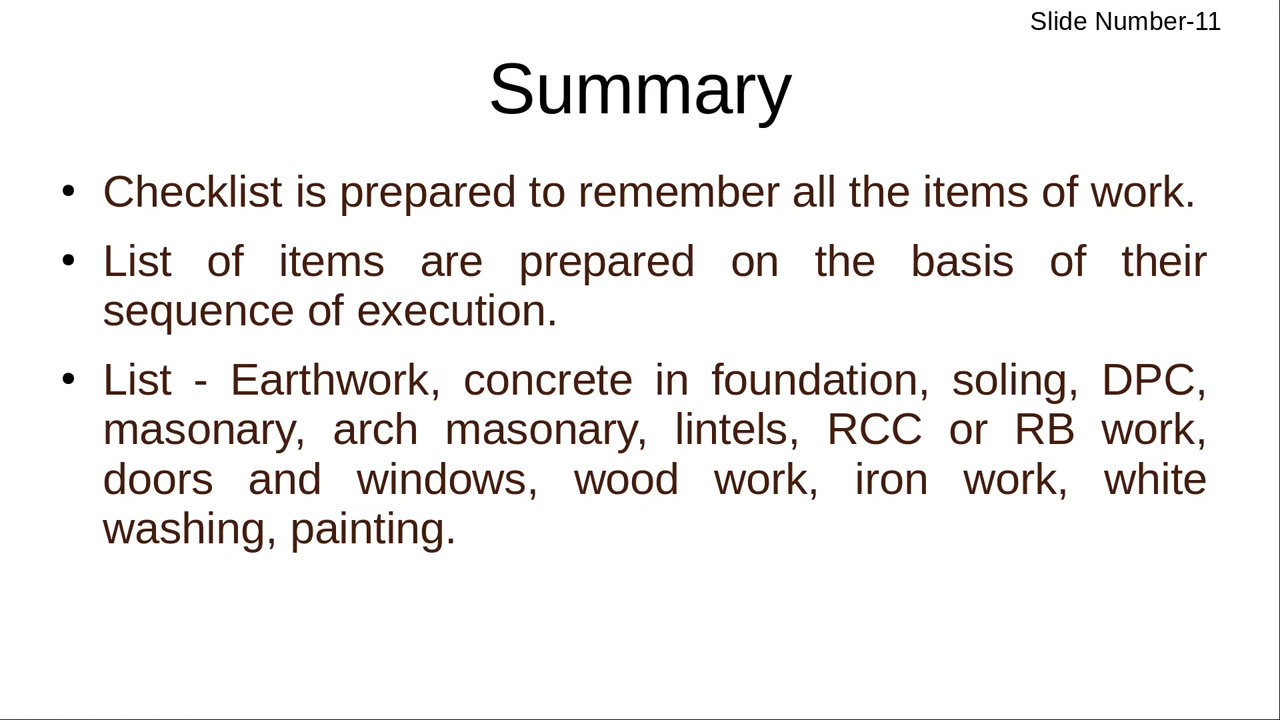 Slide Number-11
Summary
• Checklist is prepared to remember all the items of work.
• List of items are prepared on the basis of their
sequence of execution.
• List - Earthwork, concrete in foundation, soling, DPC,
masonary, arch masonary, lintels, RCC or RB work,
doors and windows, wood work, iron work, white
washing, painting.